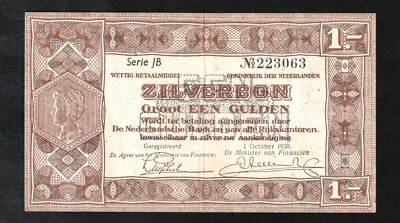 1.-
Serie JB
№223063
WETTIG BETAALMIDDEL
KONINKRIJK DER NEDERLANDEN
EEN
ZILVERBON
Groot EEN GULDEN
Wordt ter betaling aangenomen door
De Nederlandsche Bank en aan alle Rijkskantoren.
Inwisselbaar in zilver na aankondiging
Geregistreerd
1 October 1938.
De Agent van het Ministerie van Financiën,
De Minister van Financiën
1.-